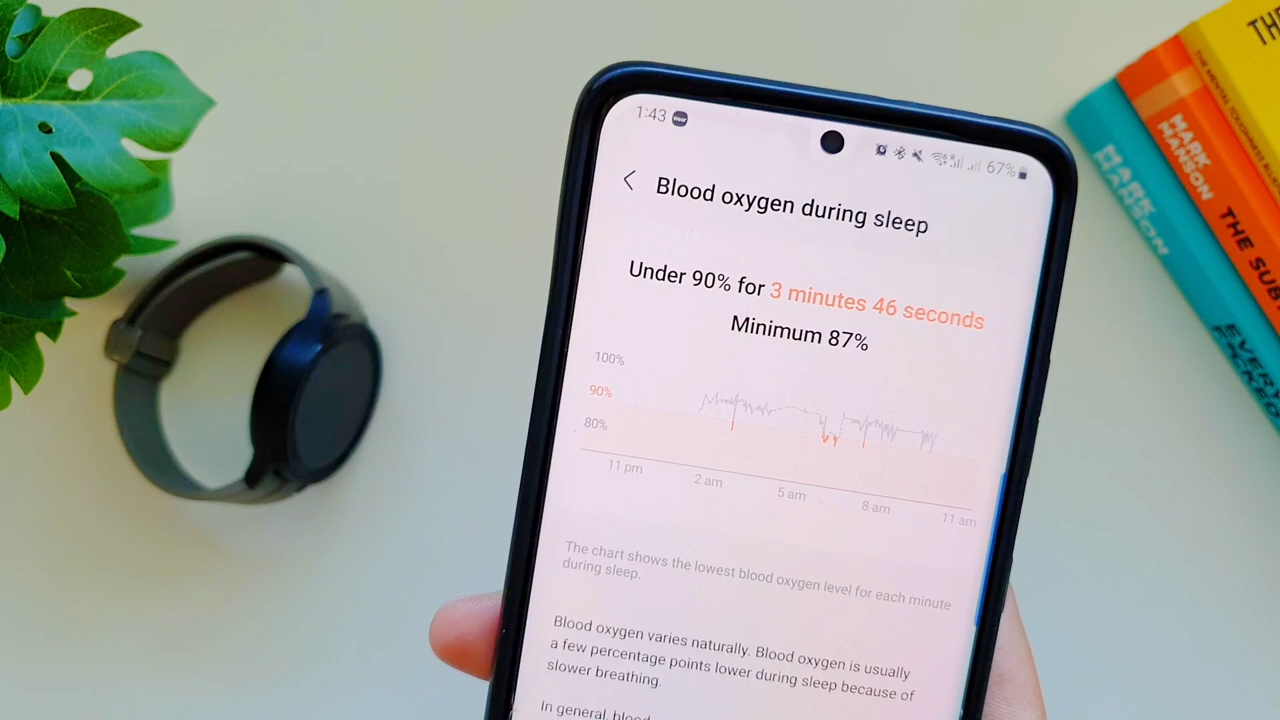 1:43
67%
Blood oxygen during sleep
Under 90% for 3 minutes 46 seconds
Minimum 87%
100%
90%
80%
11 pm
2 am
5 am
8 am
11 am
The chart shows the lowest blood oxygen level for each minute
during sleep.
Blood oxygen varies naturally. Blood oxygen is usually
a few percentage points lower during sleep because of
slower breathing.
In general, blood
MARK
MANSON
MARK
MANSON
THE SUB